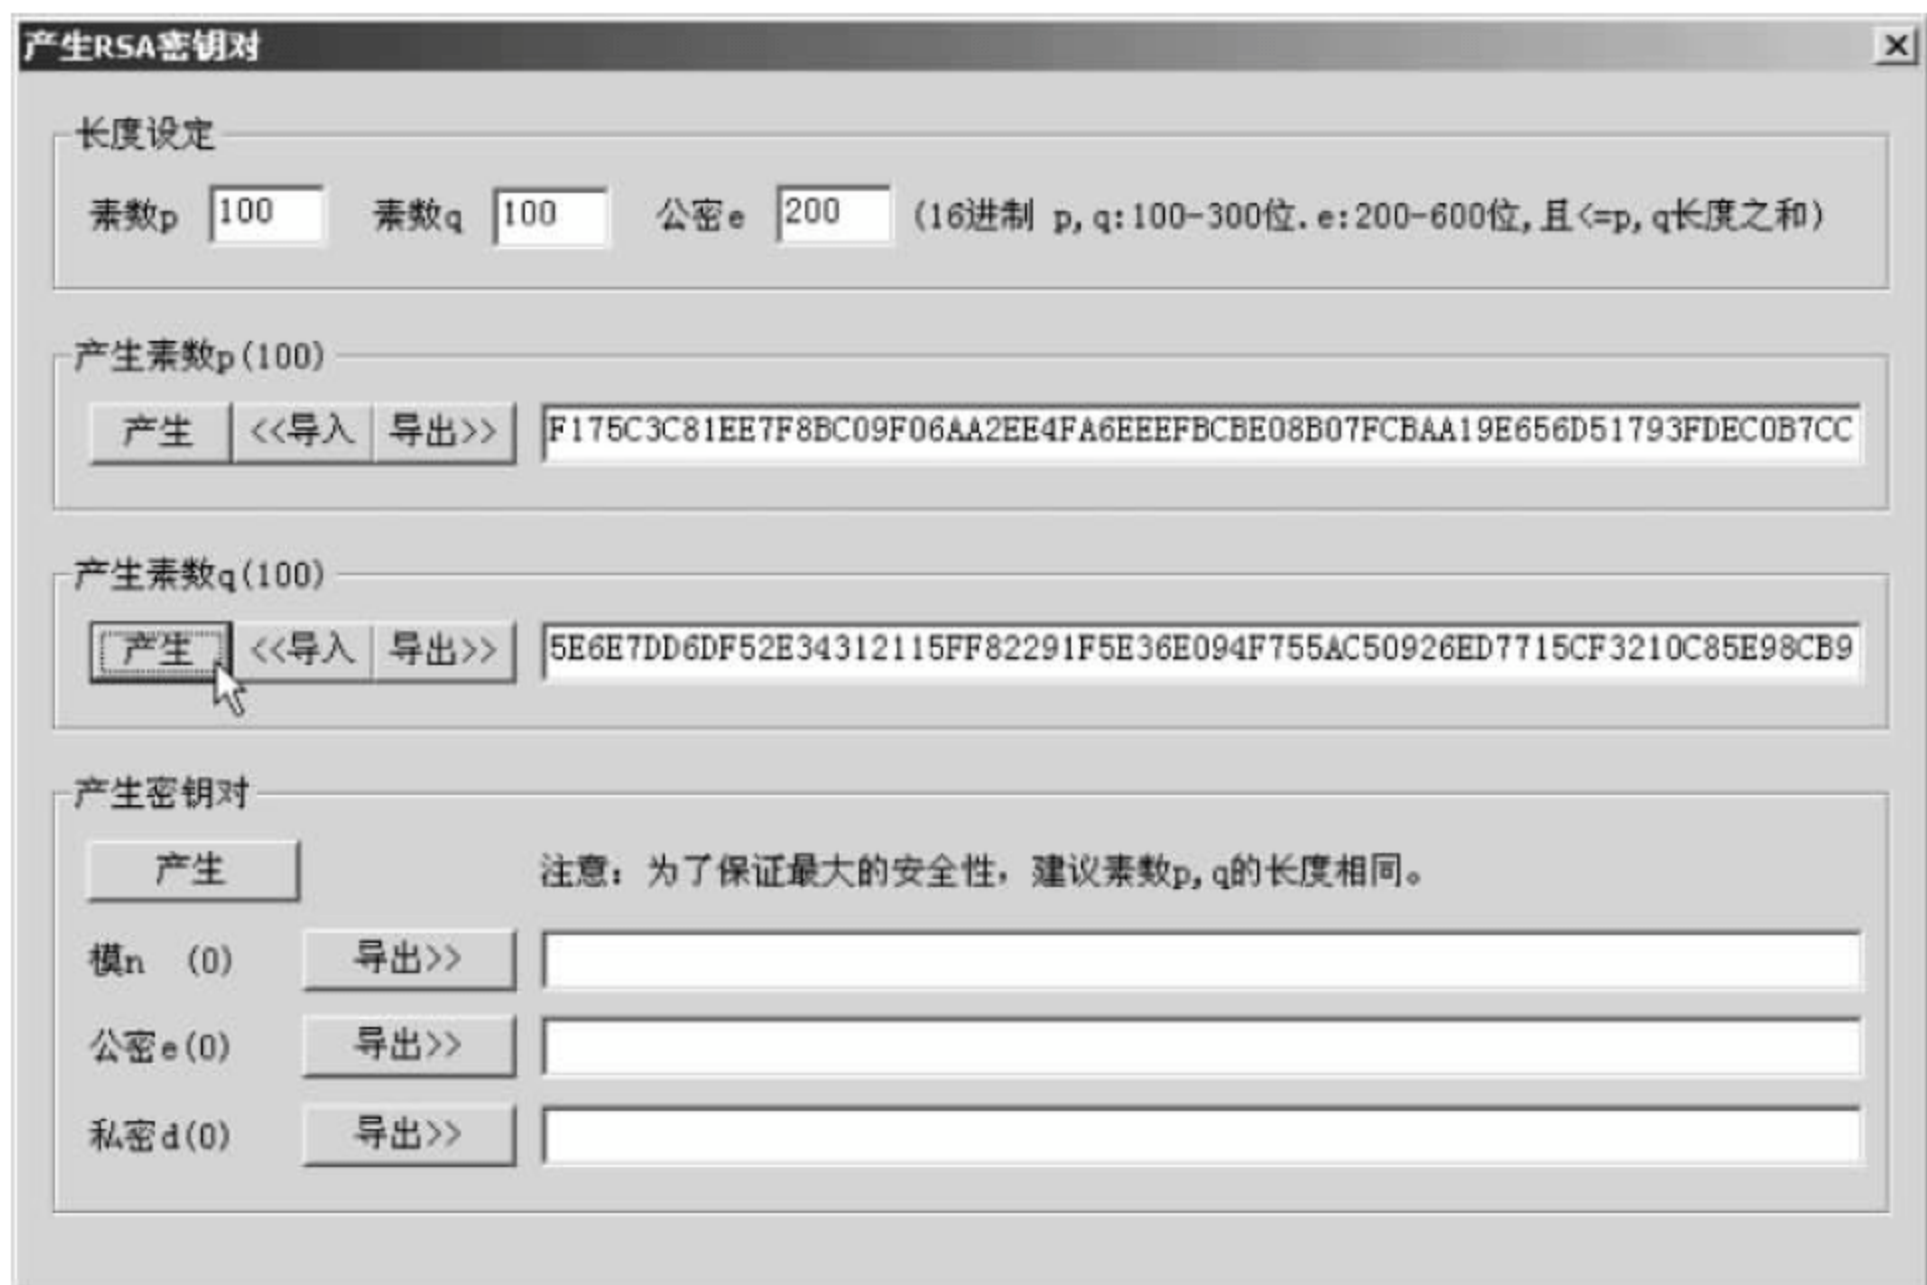 产生RSA密钥对
长度设定
素数p 100 素数q 100 公密e 200 (16进制 p,q:100-300位.e:200-600位,且<=p,q长度之和)
产生素数p(100)
产生 <<导入 导出>> F175C3C81EE7F8BC09F06AA2EE4FA6EEEFBCBE08B07FCBAA19E656D51793FDEC0B7CC
产生素数q(100)
产生 <<导入 导出>> 5E6E7DD6DF52E34312115FF82291F5E36E094F755AC50926ED7715CF3210C85E98CB9
产生密钥对
产生 注意：为了保证最大的安全性，建议素数p,q的长度相同。
模n (0) 导出>>
公密e(0) 导出>>
私密d(0) 导出>>